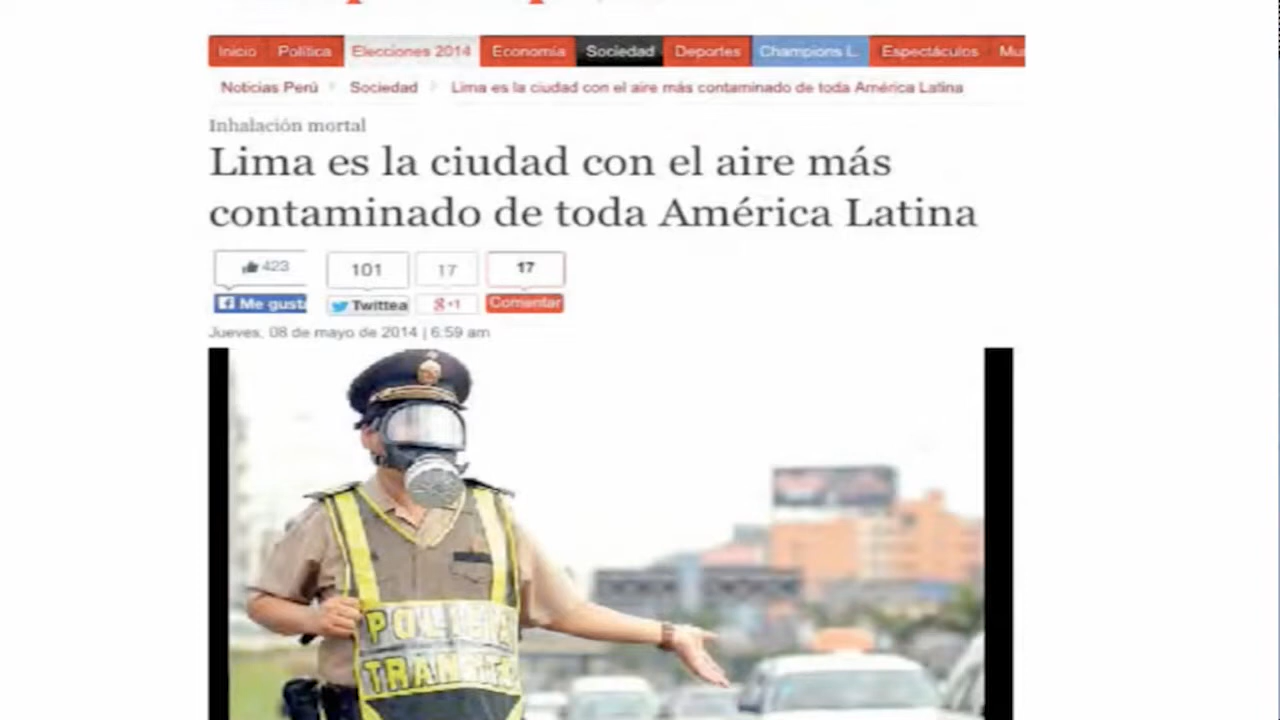 Inicio Política Elecciones 2014 Economía Sociedad Deportes Champions L. Espectáculos
Noticias Perú Sociedad Lima es la ciudad con el aire más contaminado de toda América Latina
Inhalación mortal
Lima es la ciudad con el aire más
contaminado de toda América Latina
423 101 17 17
Me gusta Twittea g+1 Comentar
Jueves, 08 de mayo de 2014 | 6:59 am
POLICIA
TRANSITO